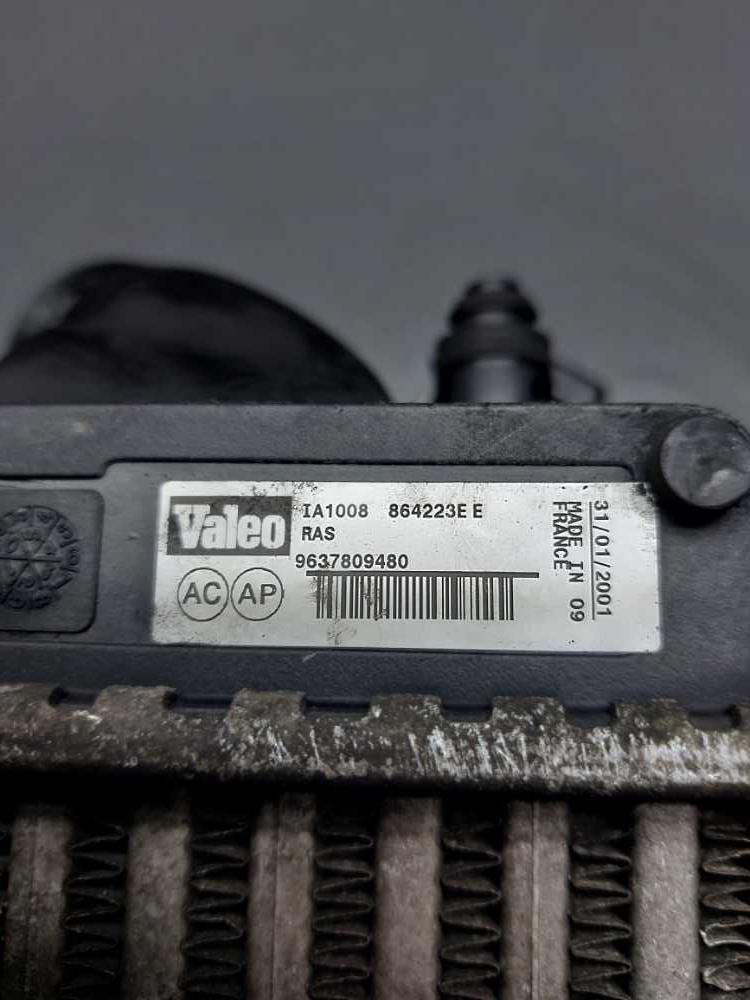 Valeo
IA1008 864223E E
RAS
9637809480
AC AP
31/01/2001
MADE IN 09
FRANCE